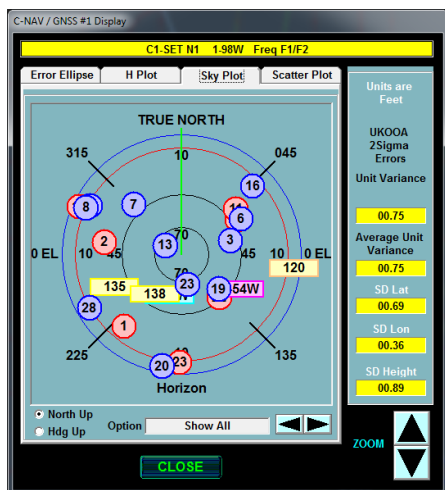 C-NAV / GNSS #1 Display
C1-SET N1 1-98W Freq F1/F2
Error Ellipse H Plot Sky Plot Scatter Plot
Units are
Feet
UKOOA
2Sigma
Errors
Unit Variance
00.75
Average Unit
Variance
00.75
SD Lat
00.69
SD Lon
00.36
SD Height
00.89
TRUE NORTH
315 10 045
16
8 7 11
6
2 13 70 3
0 EL 10 45 45 10 0 EL
120
70
135 138 23 19 54W
28
1
225 135
20 23
Horizon
North Up
Hdg Up
Option Show All
ZOOM
CLOSE